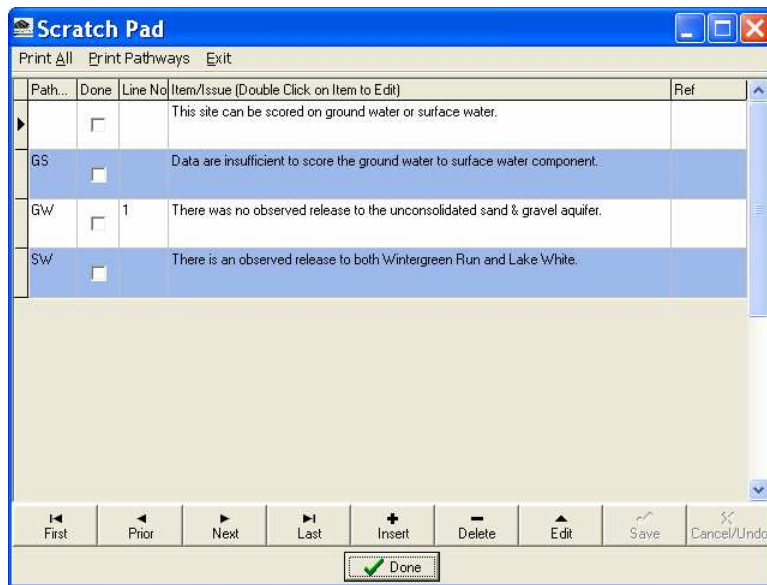 Scratch Pad
Print All Print Pathways Exit
Path... Done Line No Item/Issue (Double Click on Item to Edit) Ref
This site can be scored on ground water or surface water.
GS Data are insufficient to score the ground water to surface water component.
GW 1 There was no observed release to the unconsolidated sand & gravel aquifer.
SW There is an observed release to both Wintergreen Run and Lake White.
First Prior Next Last Insert Delete Edit Save Cancel/Undo
Done